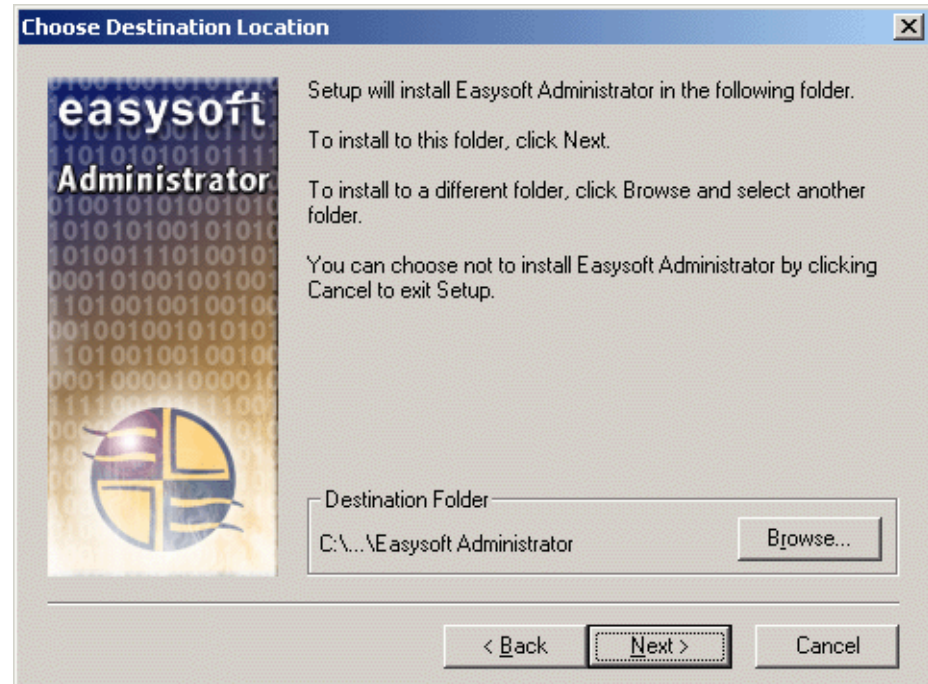 Choose Destination Location
easysoft
Administrator
Setup will install Easysoft Administrator in the following folder.
To install to this folder, click Next.
To install to a different folder, click Browse and select another
folder.
You can choose not to install Easysoft Administrator by clicking
Cancel to exit Setup.
Destination Folder
C:\...\Easysoft Administrator
Browse...
< Back
Next >
Cancel